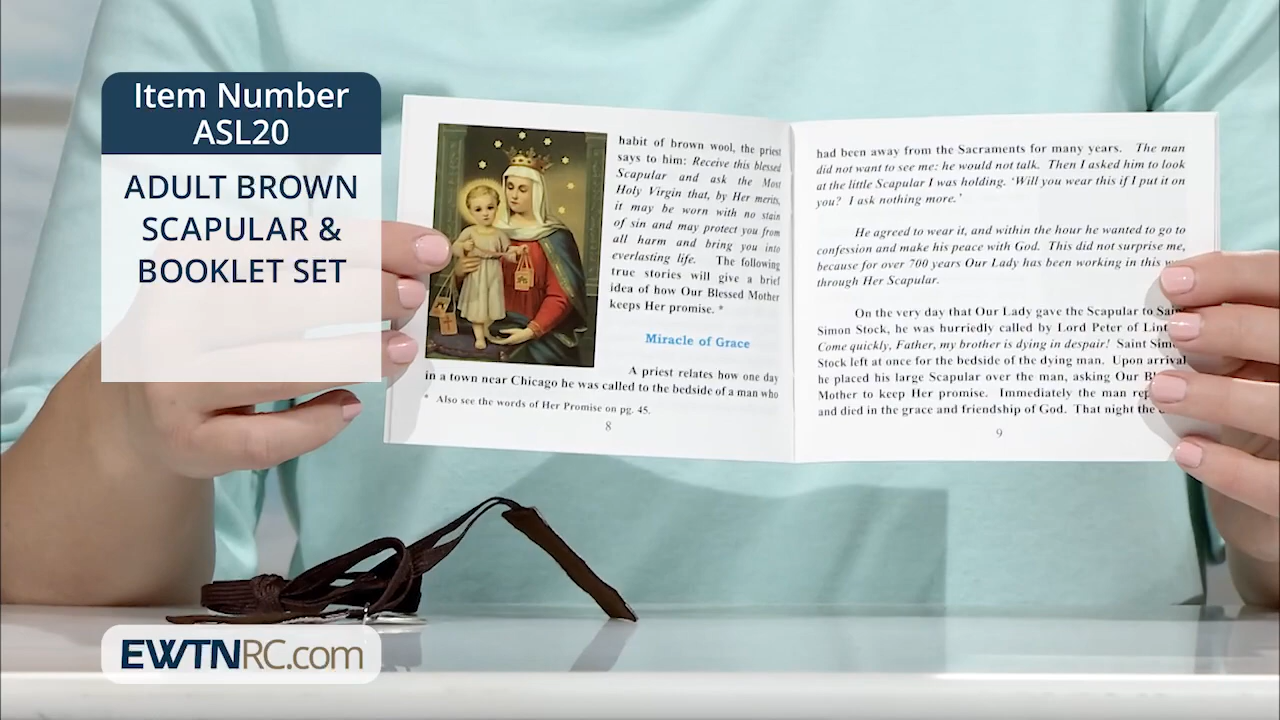 Item Number
ASL20
ADULT BROWN
SCAPULAR &
BOOKLET SET
habit of brown wool, the priest
says to him: Receive this blessed
Scapular and ask the Most
Holy Virgin that, by Her merits,
it may be worn with no stain
of sin and may protect you from
all harm and bring you into
everlasting life. The following
true stories will give a brief
idea of how Our Blessed Mother
keeps Her promise. *
Miracle of Grace
A priest relates how one day
in a town near Chicago he was called to the bedside of a man who
* Also see the words of Her Promise on pg. 45.
8
had been away from the Sacraments for many years. The man
did not want to see me: he would not talk. Then I asked him to look
at the little Scapular I was holding. ‘Will you wear this if I put it on
you? I ask nothing more.’
He agreed to wear it, and within the hour he wanted to go to
confession and make his peace with God. This did not surprise me,
because for over 700 years Our Lady has been working in this
through Her Scapular.
On the very day that Our Lady gave the Scapular to
Simon Stock, he was hurriedly called by Lord Peter of
Come quickly, Father, my brother is dying in despair! Saint
Stock left at once for the bedside of the dying man. Upon arrival
he placed his large Scapular over the man, asking Our
Mother to keep Her promise. Immediately the man
and died in the grace and friendship of God. That night the
9
EWTNRC.com